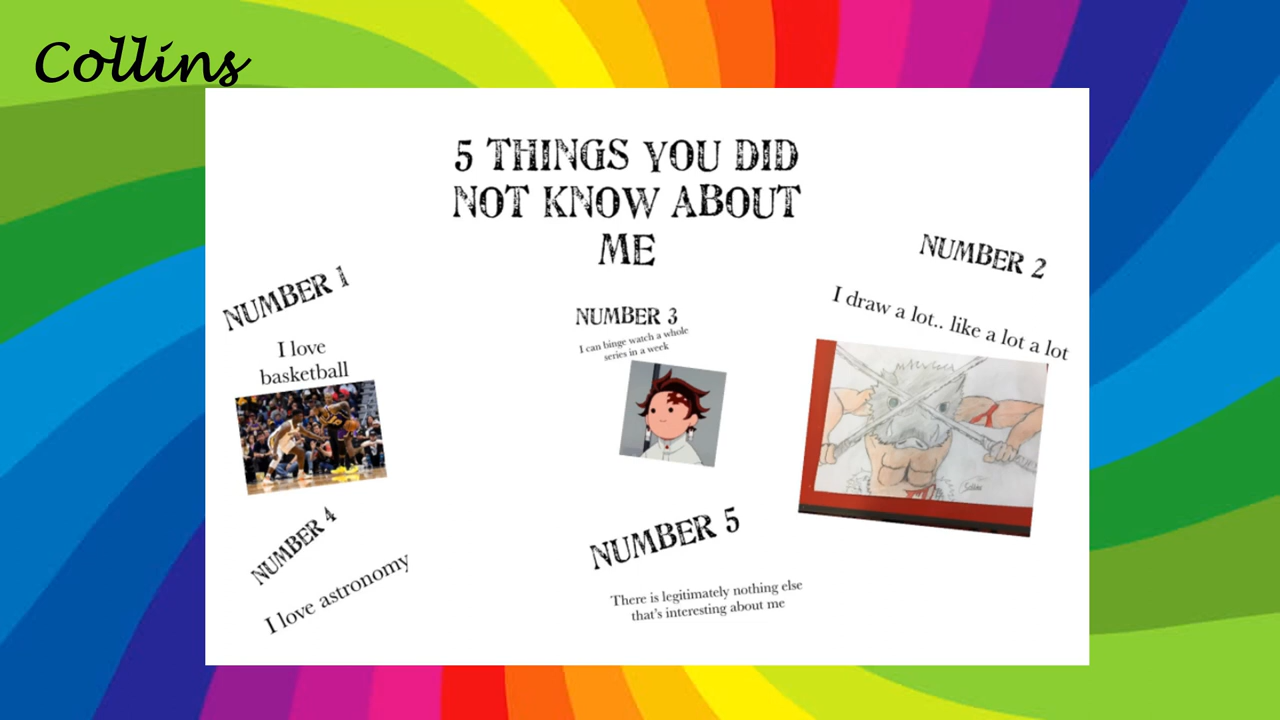 Collins
5 THINGS YOU DID
NOT KNOW ABOUT
ME
NUMBER 1
I love
basketball
NUMBER 2
I draw a lot.. like a lot a lot
NUMBER 3
I can binge watch a whole
series in a week
NUMBER 4
I love astronomy
NUMBER 5
There is legitimately nothing else
that's interesting about me